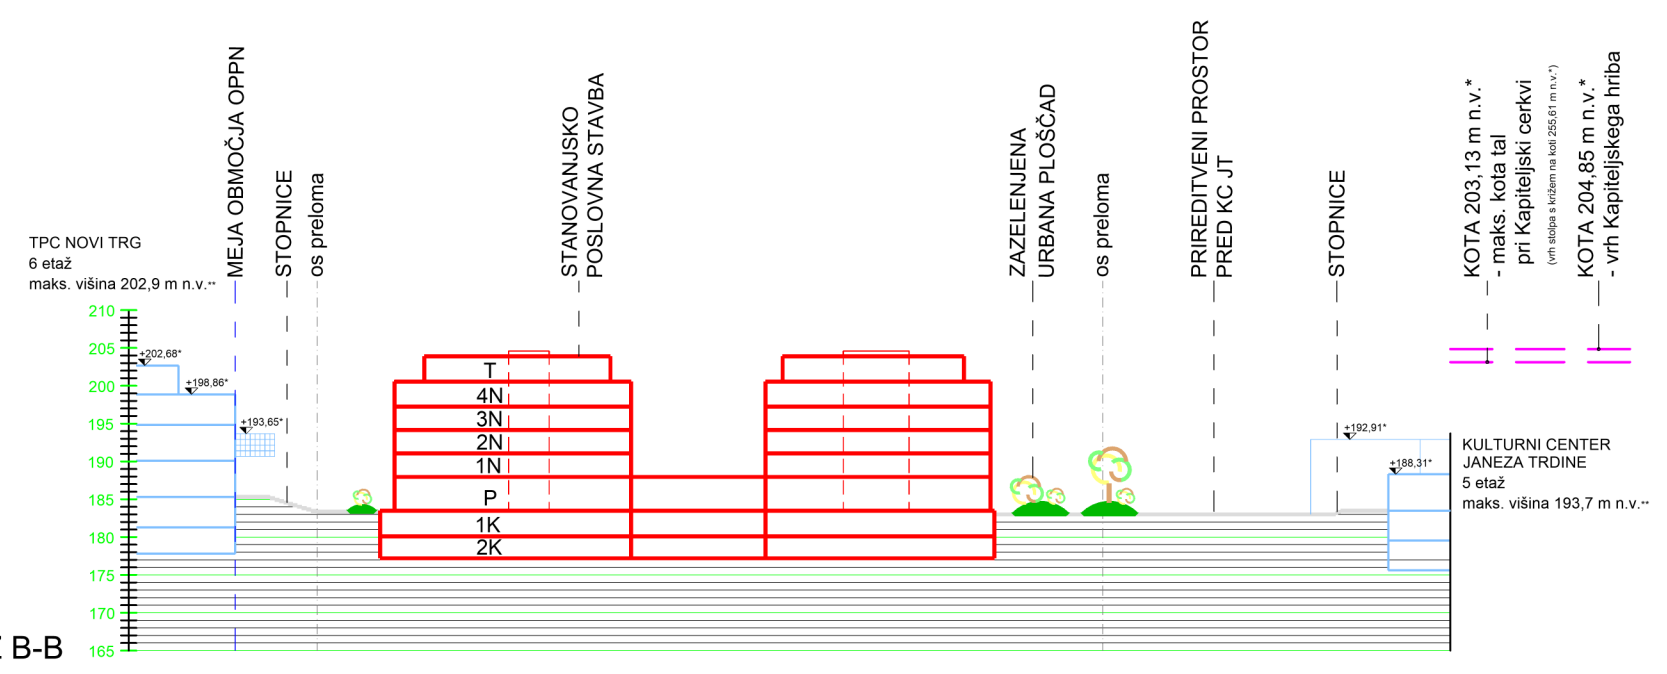 MEJA OBMOČJA OPPN
STOPNICE
os preloma
STANOVANJSKO
POSLOVNA STAVBA
ZAZELENJENA
URBANA PLOŠČAD
os preloma
PRIREDITVENI PROSTOR
PRED KC JT
STOPNICE
KOTA 203,13 m n.v.*
- maks. kota tal
pri Kapiteljski cerkvi
(vrh stolpa s križem na koti 255,61 m n.v.*)
KOTA 204,85 m n.v.*
- vrh Kapiteljskega hriba
TPC NOVI TRG
6 etaž
maks. višina 202,9 m n.v.**
210
205
200
195
190
185
180
175
170
165
+202,68*
+198,86*
+193,65*
T
4N
3N
2N
1N
P
1K
2K
+192,91*
+188,31*
KULTURNI CENTER
JANEZA TRDINE
5 etaž
maks. višina 193,7 m n.v.**
B-B